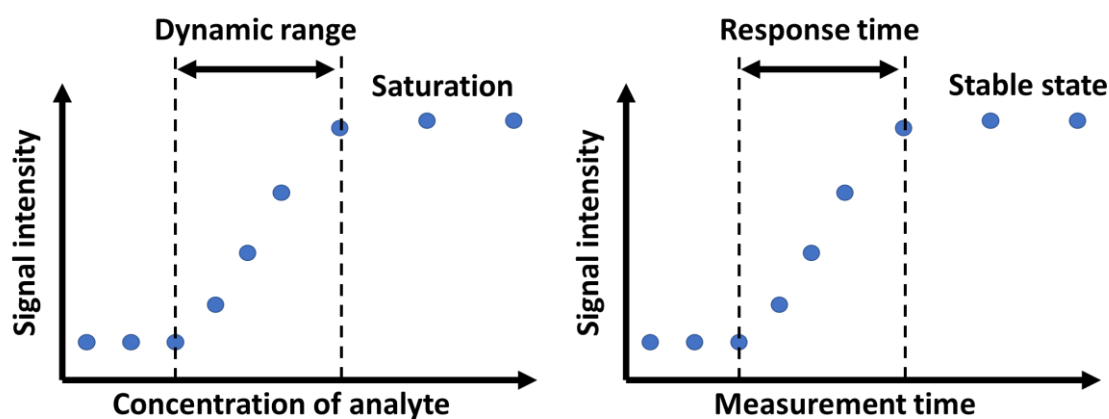 Dynamic range
Saturation
Signal intensity
Concentration of analyte
Response time
Stable state
Signal intensity
Measurement time